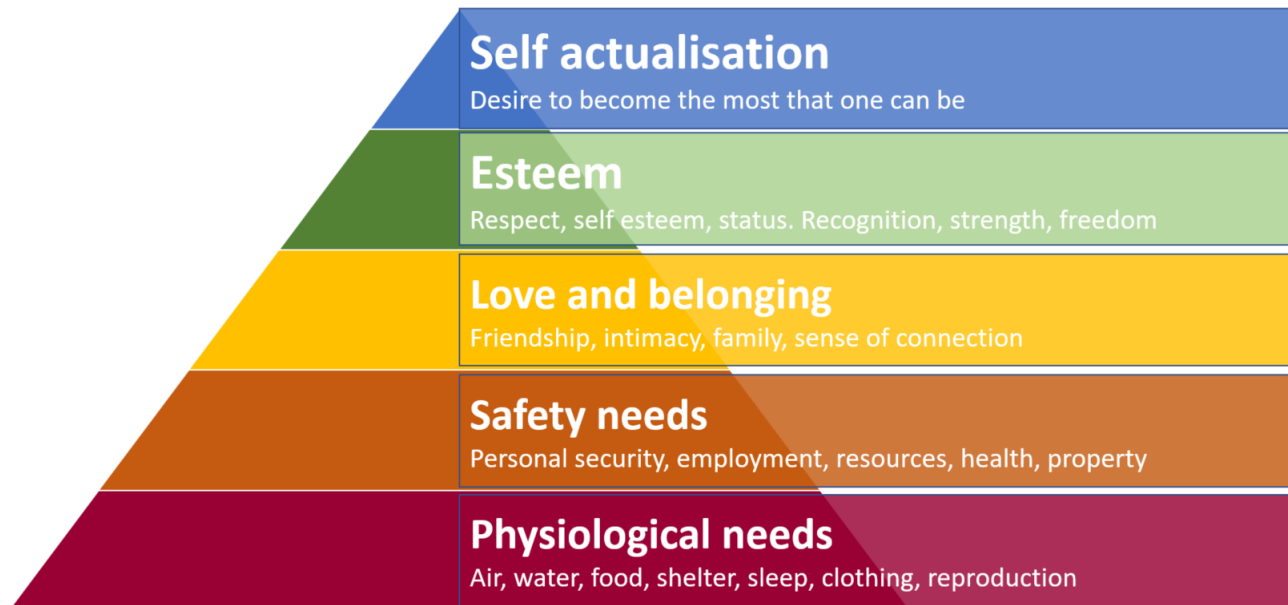 Self actualisation
Desire to become the most that one can be
Esteem
Respect, self esteem, status. Recognition, strength, freedom
Love and belonging
Friendship, intimacy, family, sense of connection
Safety needs
Personal security, employment, resources, health, property
Physiological needs
Air, water, food, shelter, sleep, clothing, reproduction